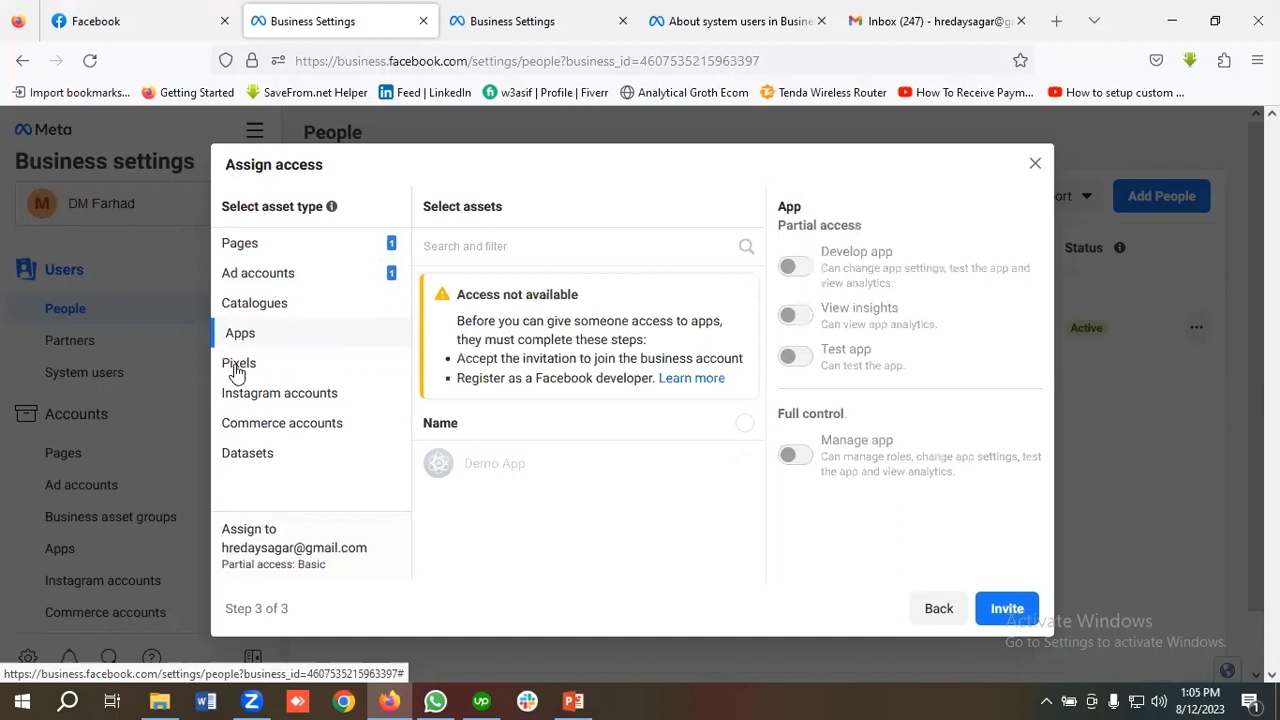 Facebook
Business Settings
Business Settings
About system users in Busine
Inbox (247) - hredaysagar@gr
https://business.facebook.com/settings/people?business_id=4607535215963397
Import bookmarks...
Getting Started
SaveFrom.net Helper
Feed | LinkedIn
w3asif | Profile | Fiverr
Analytical Groth Ecom
Tenda Wireless Router
How To Receive Paym...
How to setup custom ...
Meta
Business settings
People
M
DM Farhad
ort
Add People
Status
Users
People
Partners
System users
Active
Accounts
Pages
Ad accounts
Business asset groups
Apps
Instagram accounts
Commerce accounts
Assign access
Select asset type
Pages
1
Ad accounts
1
Catalogues
Apps
Pixels
Instagram accounts
Commerce accounts
Datasets
Assign to
hredaysagar@gmail.com
Partial access: Basic
Select assets
Search and filter
Access not available
Before you can give someone access to apps,
they must complete these steps:
• Accept the invitation to join the business account
• Register as a Facebook developer. Learn more
Name
Demo App
App
Partial access
Develop app
Can change app settings, test the app and
view analytics.
View insights
Can view app analytics.
Test app
Can test the app.
Full control
Manage app
Can manage roles, change app settings, test
the app and view analytics.
Step 3 of 3
Back
Invite
Activate Windows
Go to Settings to activate Windows.
https://business.facebook.com/settings/people?business_id=4607535215963397#
1:05 PM
8/12/2023